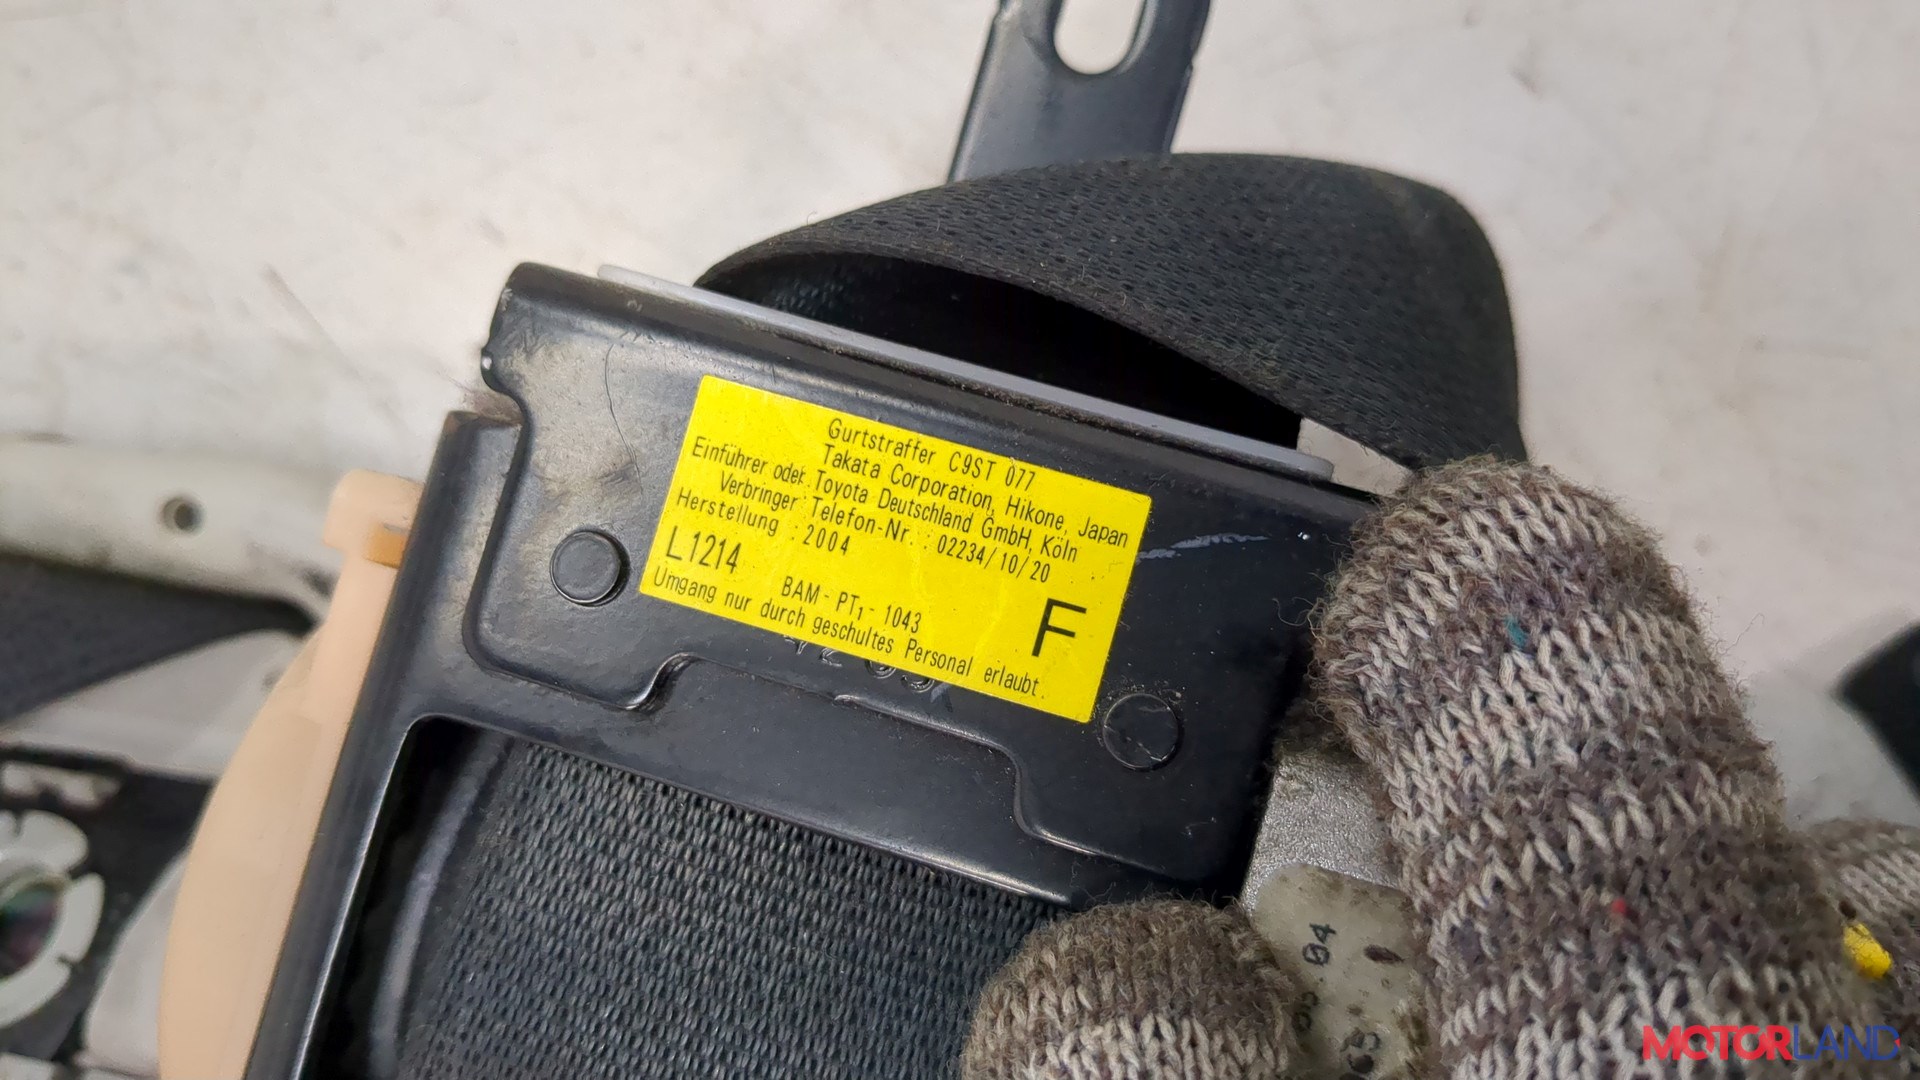 Gurtstraffer C9ST 077
Takata Corporation, Hikone, Japan
Einführer oder Toyota Deutschland GmbH, Köln
Verbringer Telefon-Nr. : 02234/10/20
Herstellung : 2004
L1214 BAM - PT₁ - 1043
F
Umgang nur durch geschultes Personal erlaubt.
04
MOTORLAND